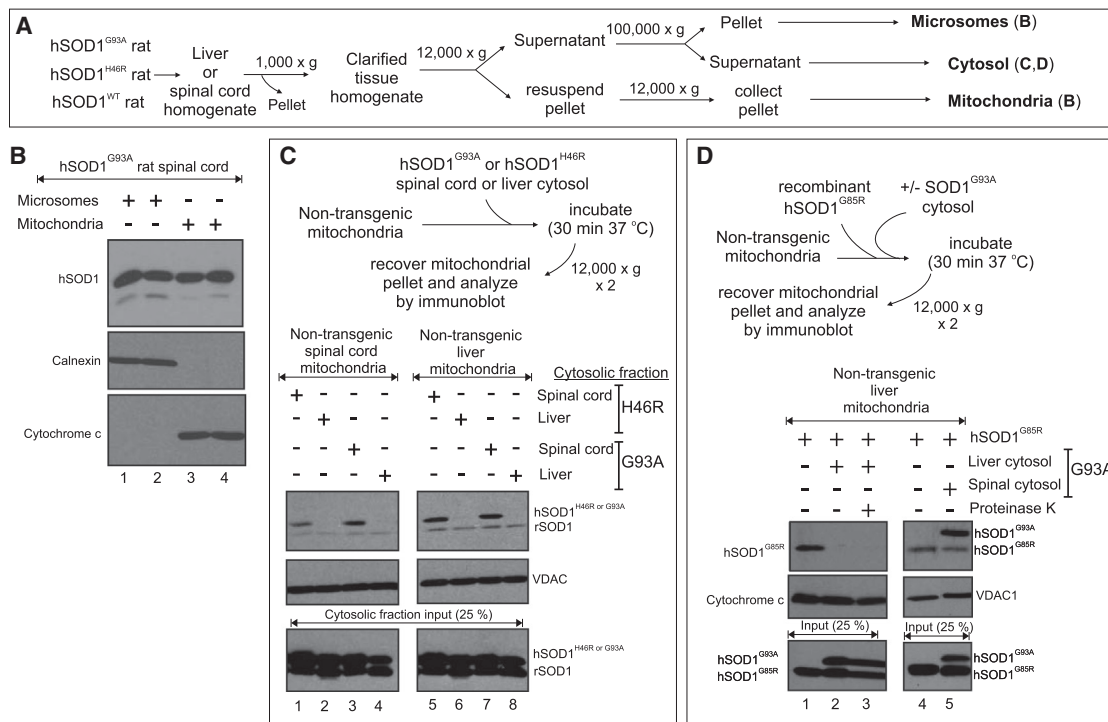 A
hSOD1G93A rat
hSOD1H46R rat
hSOD1WT rat
Liver
or
spinal cord
homogenate
1,000 x g
Pellet
Clarified
tissue
homogenate
12,000 x g
Supernatant
100,000 x g
Pellet
Microsomes (B)
Supernatant
Cytosol (C,D)
resuspend
pellet
12,000 x g
collect
pellet
Mitochondria (B)
B
hSOD1G93A rat spinal cord
Microsomes + + - -
Mitochondria - - + +
hSOD1
Calnexin
Cytochrome c
1 2 3 4
C
hSOD1G93A or hSOD1H46R
spinal cord or liver cytosol
Non-transgenic
mitochondria
incubate
(30 min 37 °C)
12,000 x g
x 2
recover mitochondrial
pellet and analyze
by immunoblot
Non-transgenic
spinal cord
mitochondria
Non-transgenic
liver
mitochondria
Cytosolic fraction
+ - - - + - - - Spinal cord
- + - - - + - - Liver
H46R
- - + - - - + - Spinal cord
- - - + - - - + Liver
G93A
hSOD1H46R or G93A
rSOD1
VDAC
Cytosolic fraction input (25 %)
hSOD1H46R or G93A
rSOD1
1 2 3 4 5 6 7 8
D
recombinant
hSOD1G85R
+/- SOD1G93A
cytosol
Non-transgenic
mitochondria
incubate
(30 min 37 °C)
12,000 x g
x 2
recover mitochondrial
pellet and analyze
by immunoblot
Non-transgenic
liver
mitochondria
+ + + + + hSOD1G85R
- + + - - Liver cytosol
- - - - + Spinal cytosol
G93A
- - + - - Proteinase K
hSOD1G85R
hSOD1G93A
hSOD1G85R
Cytochrome c
VDAC1
Input (25 %)
Input (25 %)
hSOD1G93A
hSOD1G85R
hSOD1G93A
hSOD1G85R
1 2 3 4 5